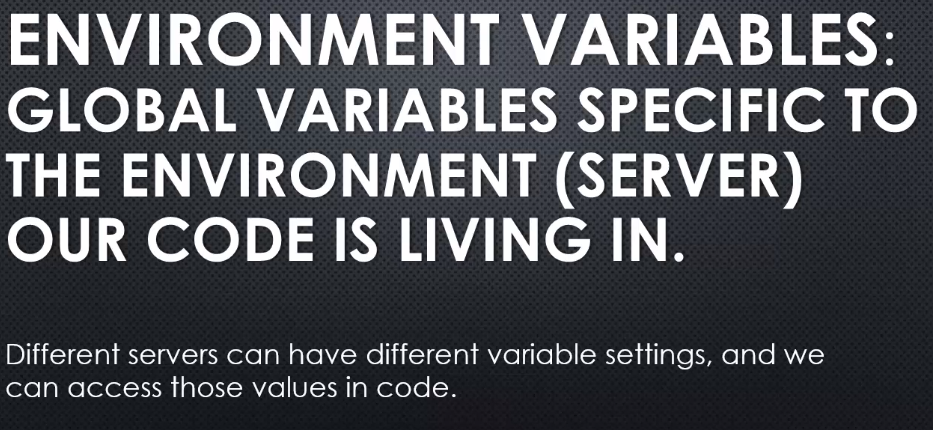 ENVIRONMENT VARIABLES:
GLOBAL VARIABLES SPECIFIC TO
THE ENVIRONMENT (SERVER)
OUR CODE IS LIVING IN.
Different servers can have different variable settings, and we
can access those values in code.